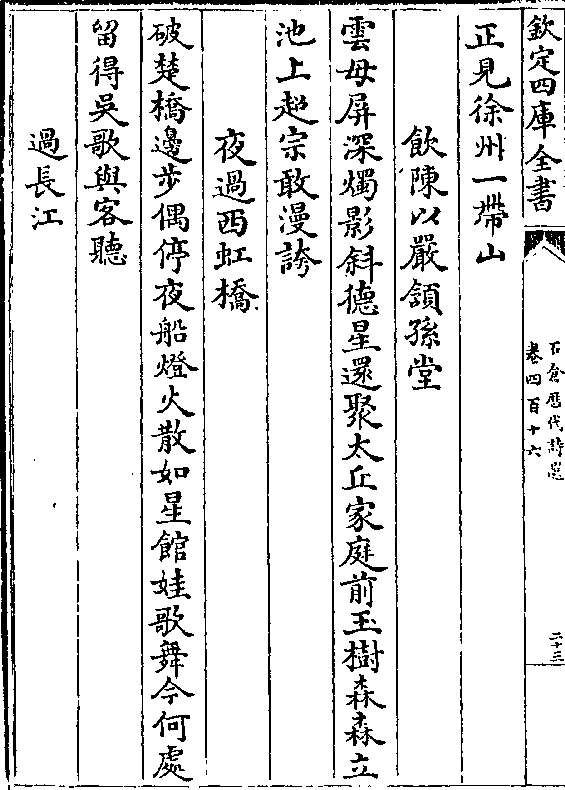 欽定四庫全書
石倉歷代詩選
卷四百十六
二十三
正見徐州一帶山
飲陳以嚴頷孫堂
雲母屏深燭影斜德星還聚太丘家庭前玉樹森森立
池上超宗敢漫誇
夜過西虹橋
破楚橋邊步偶停夜船燈火散如星館娃歌舞今何處
留得吳歌與客聽
過長江